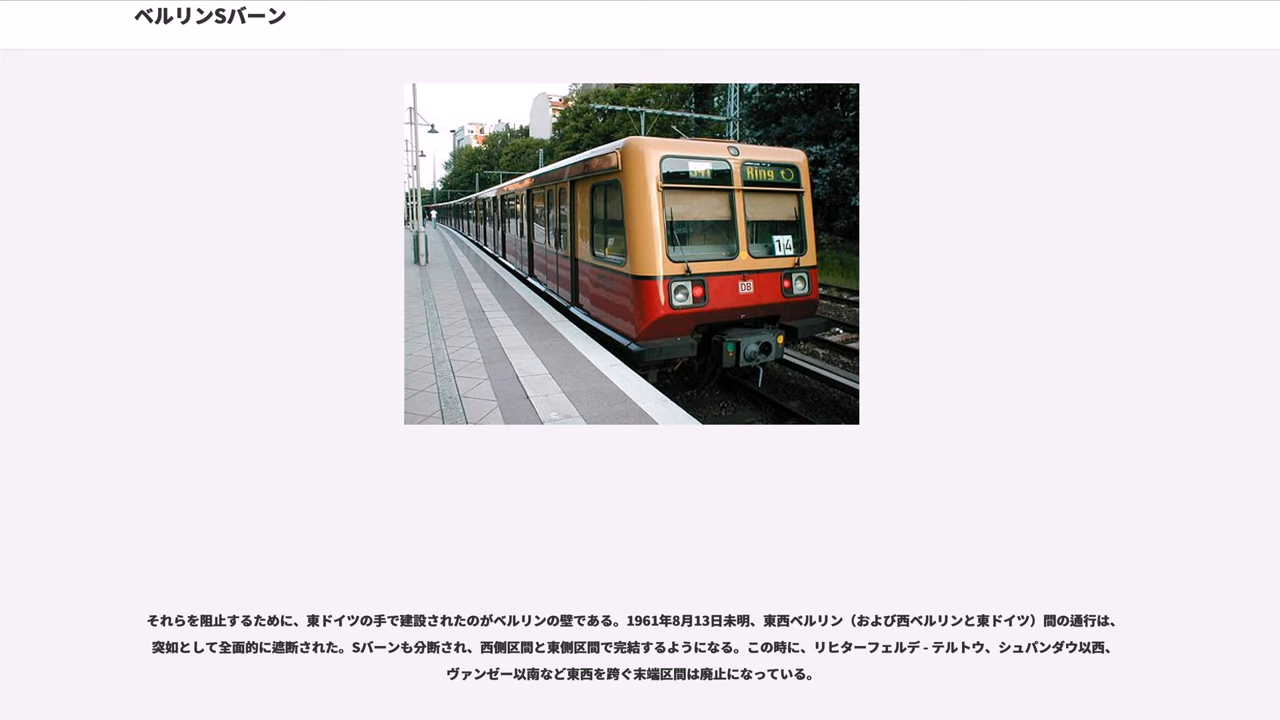 ベルリンSバーン
Ring
14
DB
それらを阻止するために、東ドイツの手で建設されたのがベルリンの壁である。1961年8月13日未明、東西ベルリン（および西ベルリンと東ドイツ）間の通行は、
突如として全面的に遮断された。Sバーンも分断され、西側区間と東側区間で完結するようになる。この時に、リヒターフェルデ - テルトウ、シュパンダウ以西、
ヴァンゼー以南など東西を跨ぐ末端区間は廃止になっている。